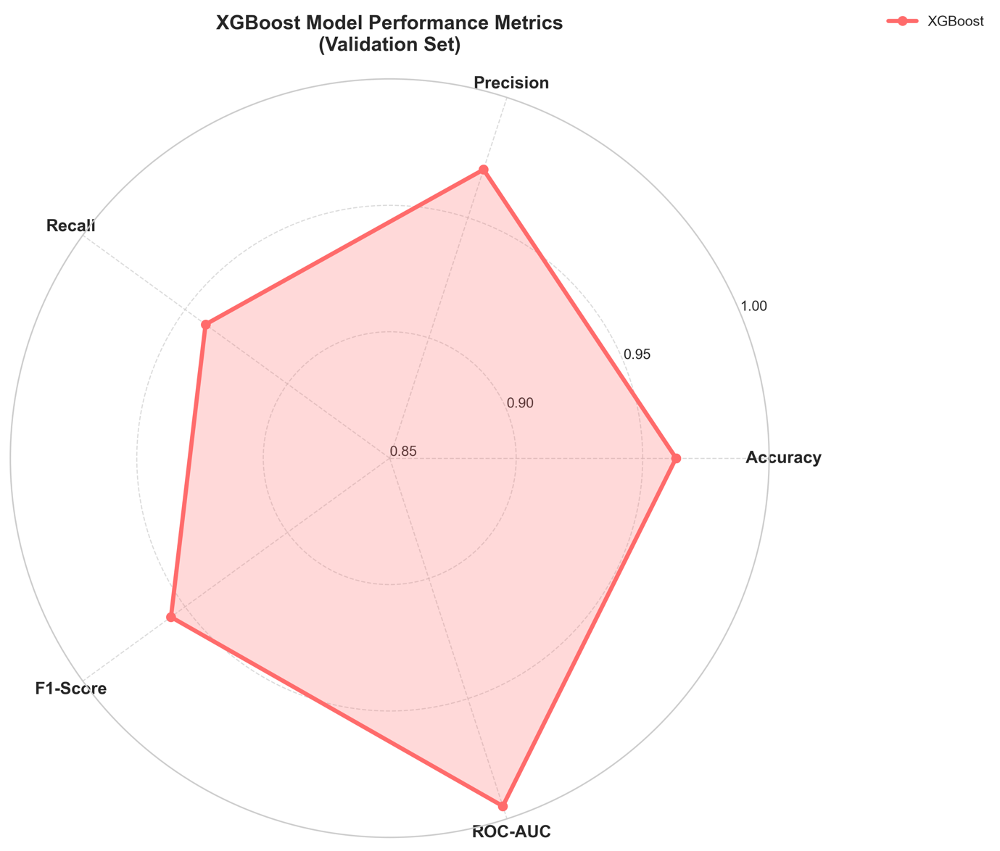 XGBoost Model Performance Metrics
(Validation Set)
XGBoost
Precision
Recall
1.00
0.95
0.90
0.85
Accuracy
F1-Score
ROC-AUC